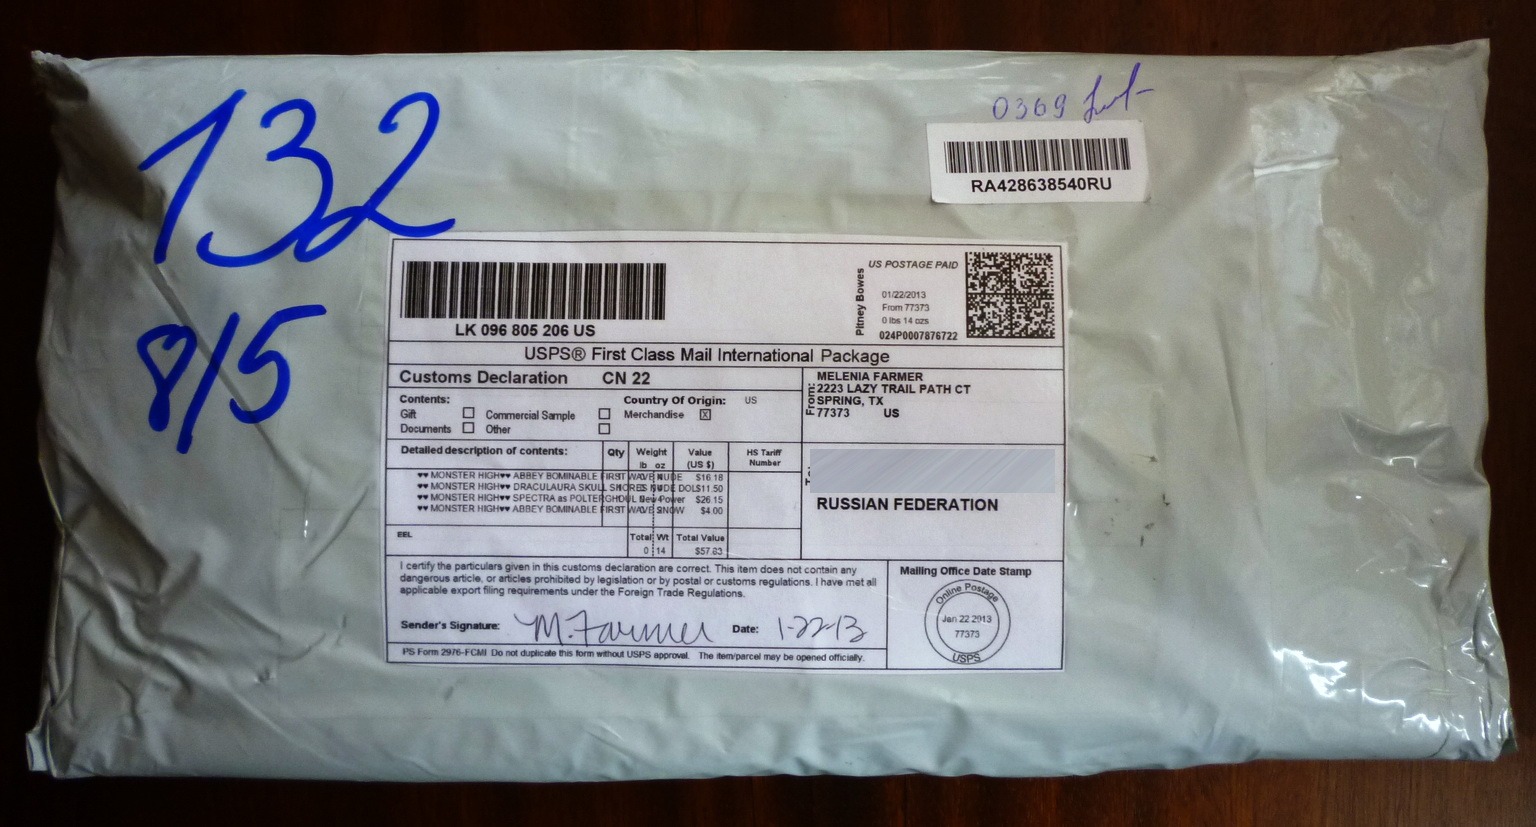 132
8/5
0369
RA428638540RU
LK 096 805 206 US
US POSTAGE PAID
Pitney Bowes
01/22/2013
From 77373
0 lbs 14 ozs
024P0007876722
USPS® First Class Mail International Package
Customs Declaration CN 22
Contents: Country Of Origin: US
Gift Commercial Sample Merchandise X
Documents Other
From:
MELENIA FARMER
2223 LAZY TRAIL PATH CT
SPRING, TX
77373 US
Detailed description of contents: Qty Weight lb oz Value (US $) HS Tariff Number
♥♥ MONSTER HIGH♥♥ ABBEY BOMINABLE FIRST WAVE NUDE $16.18
♥♥ MONSTER HIGH♥♥ DRACULAURA SKULL SHORES NUDE DOLL $11.50
♥♥ MONSTER HIGH♥♥ SPECTRA as POLTERGHOUL New Power $26.15
♥♥ MONSTER HIGH♥♥ ABBEY BOMINABLE FIRST WAVE SNOW $4.00
RUSSIAN FEDERATION
EEL
Total Wt Total Value
0 14 $57.83
I certify the particulars given in this customs declaration are correct. This item does not contain any
dangerous article, or articles prohibited by legislation or by postal or customs regulations. I have met all
applicable export filing requirements under the Foreign Trade Regulations.
Sender's Signature: M. Farmer Date: 1-22-13
PS Form 2976-FCMI Do not duplicate this form without USPS approval. The item/parcel may be opened officially.
Mailing Office Date Stamp
Online Postage
Jan 22 2013
77373
USPS